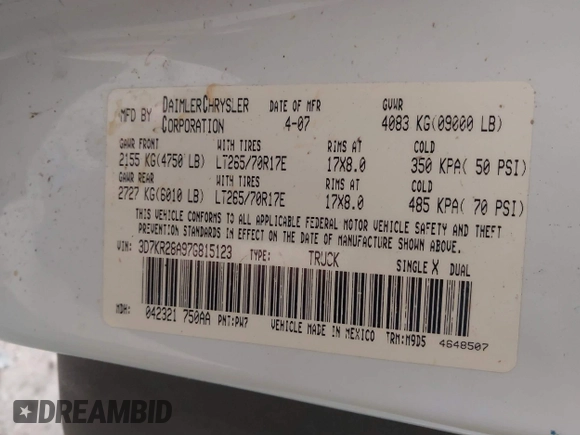 MFD BY DAIMLERCHRYSLER CORPORATION DATE OF MFR 4-07 GVWR 4083 KG(09000 LB)
GAWR FRONT WITH TIRES RIMS AT COLD
2155 KG(4750 LB) LT265/70R17E 17X8.0 350 KPA( 50 PSI)
GAWR REAR WITH TIRES RIMS AT COLD
2727 KG(6010 LB) LT265/70R17E 17X8.0 485 KPA( 70 PSI)
THIS VEHICLE CONFORMS TO ALL APPLICABLE FEDERAL MOTOR VEHICLE SAFETY AND THEFT
PREVENTION STANDARDS IN EFFECT ON THE DATE OF MANUFACTURE SHOWN ABOVE.
VIN: 3D7KR28A97G815123 TYPE: TRUCK SINGLE X DUAL
MDH: 042321 750AA PNT:PW7 VEHICLE MADE IN MEXICO TRM:M9D5 4648507
DREAMBID